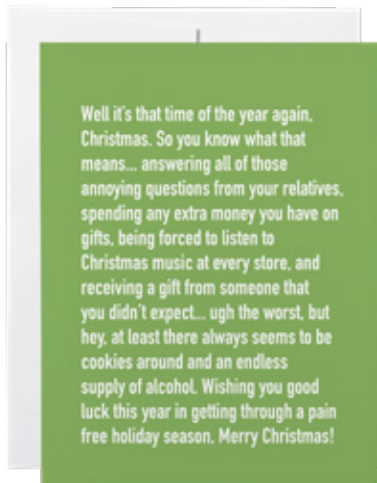 Well it's that time of the year again,
Christmas. So you know what that
means... answering all of those
annoying questions from your relatives,
spending any extra money you have on
gifts, being forced to listen to
Christmas music at every store, and
receiving a gift from someone that
you didn't expect... ugh the worst, but
hey, at least there always seems to be
cookies around and an endless
supply of alcohol. Wishing you good
luck this year in getting through a pain
free holiday season, Merry Christmas!